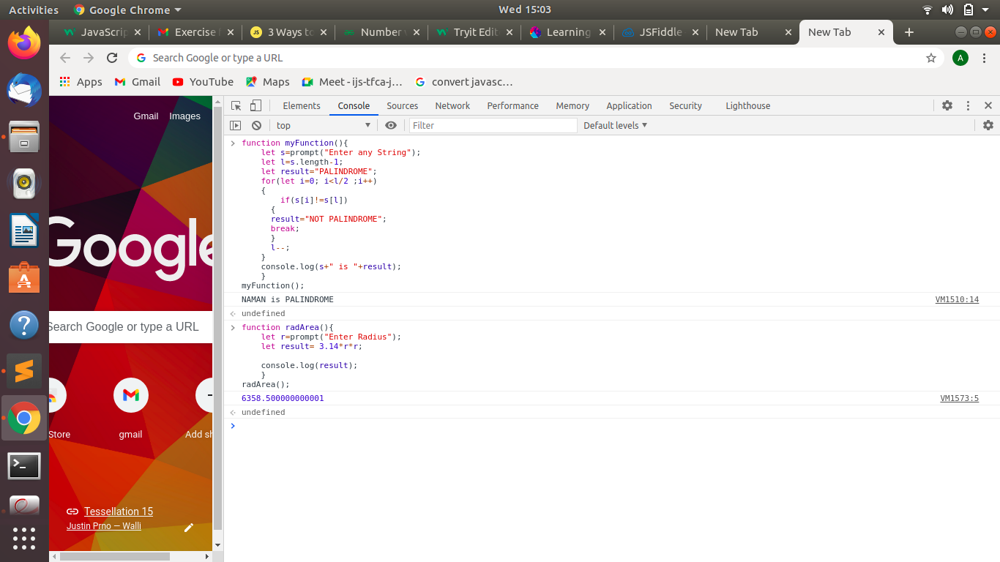 Activities Google Chrome Wed 15:03
JavaScrip Exercise 3 Ways to Number Tryit Edit Learning JSFiddle New Tab New Tab
Search Google or type a URL A
Apps Gmail YouTube Maps Meet - ijs-tfca-j… convert javasc…
Gmail Images
Google
Search Google or type a URL
Store gmail Add sh
Tessellation 15
Justin Prno — Walli
Elements Console Sources Network Performance Memory Application Security Lighthouse
top Filter Default levels
function myFunction(){
let s=prompt("Enter any String");
let l=s.length-1;
let result="PALINDROME";
for(let i=0; i<l/2 ;i++)
{
if(s[i]!=s[l])
{
result="NOT PALINDROME";
break;
}
l--;
}
console.log(s+" is "+result);
}
myFunction();
NAMAN is PALINDROME VM1510:14
undefined
function radArea(){
let r=prompt("Enter Radius");
let result= 3.14*r*r;
console.log(result);
}
radArea();
6358.500000000001 VM1573:5
undefined